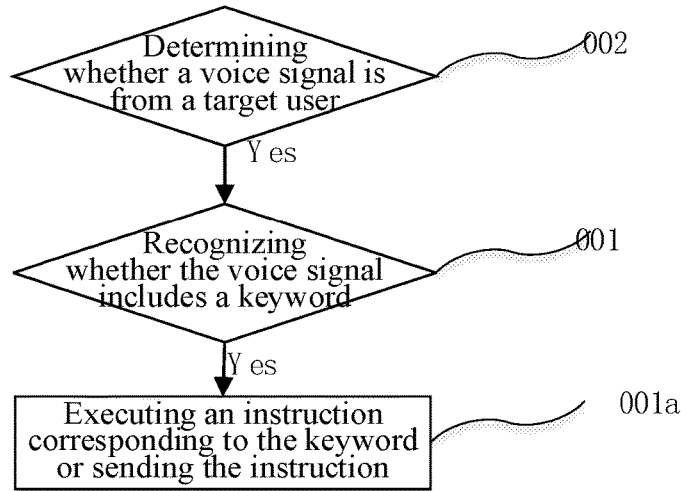 Determining
whether a voice signal is
from a target user
002
Yes
Recognizing
whether the voice signal
includes a keyword
001
Yes
Executing an instruction
corresponding to the keyword
or sending the instruction
001a